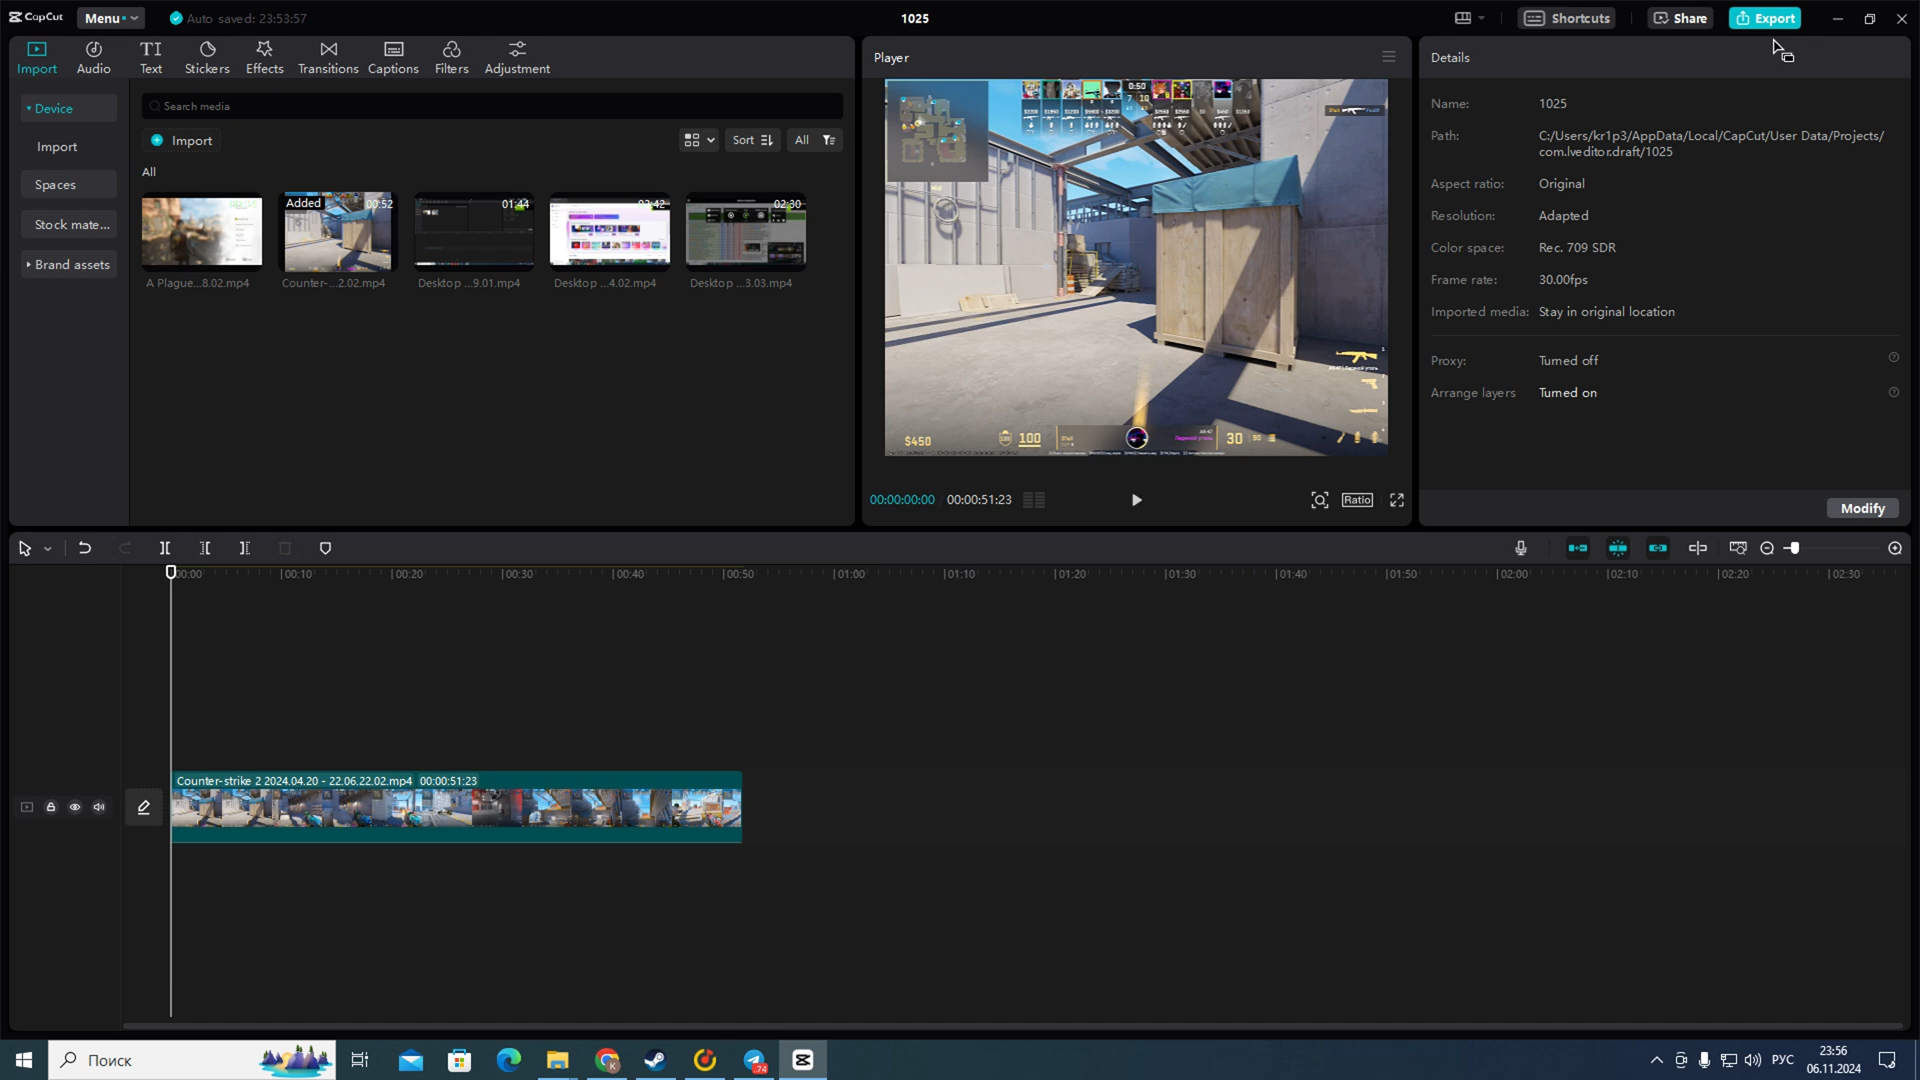 CapCut
Menu
Auto saved: 23:53:57
1025
Shortcuts
Share
Export
Import
Audio
Text
Stickers
Effects
Transitions
Captions
Filters
Adjustment
Device
Import
Spaces
Stock mate...
Brand assets
Search media
Import
Sort
All
All
A Plague...8.02.mp4
Added
00:52
Counter-...2.02.mp4
01:44
Desktop ...9.01.mp4
02:42
Desktop ...4.02.mp4
02:30
Desktop ...3.03.mp4
Player
0:50
7
10
Mid
$450
100
30
90
00:00:00:00
00:00:51:23
Ratio
Details
Name:
1025
Path:
C:/Users/kr1p3/AppData/Local/CapCut/User Data/Projects/
com.lveditor.draft/1025
Aspect ratio:
Original
Resolution:
Adapted
Color space:
Rec. 709 SDR
Frame rate:
30.00fps
Imported media:
Stay in original location
Proxy:
Turned off
Arrange layers
Turned on
Modify
00:00
00:10
00:20
00:30
00:40
00:50
01:00
01:10
01:20
01:30
01:40
01:50
02:00
02:10
02:20
02:30
Counter-strike 2 2024.04.20 - 22.06.22.02.mp4 00:00:51:23
Поиск
74
РУС
23:56
06.11.2024